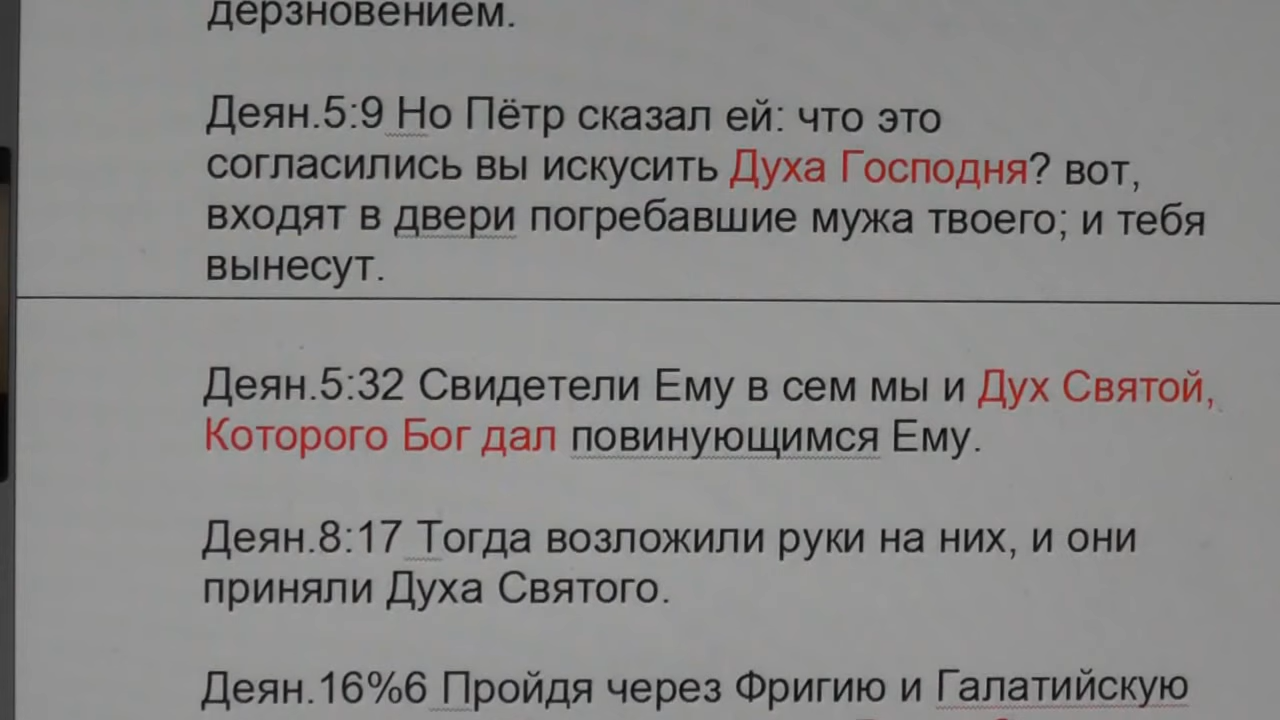 дерзновением.
Деян.5:9 Но Пётр сказал ей: что это
согласились вы искусить Духа Господня? вот,
входят в двери погребавшие мужа твоего; и тебя
вынесут.
Деян.5:32 Свидетели Ему в сем мы и Дух Святой,
Которого Бог дал повинующимся Ему.
Деян.8:17 Тогда возложили руки на них, и они
приняли Духа Святого.
Деян.16%6 Пройдя через Фригию и Галатийскую